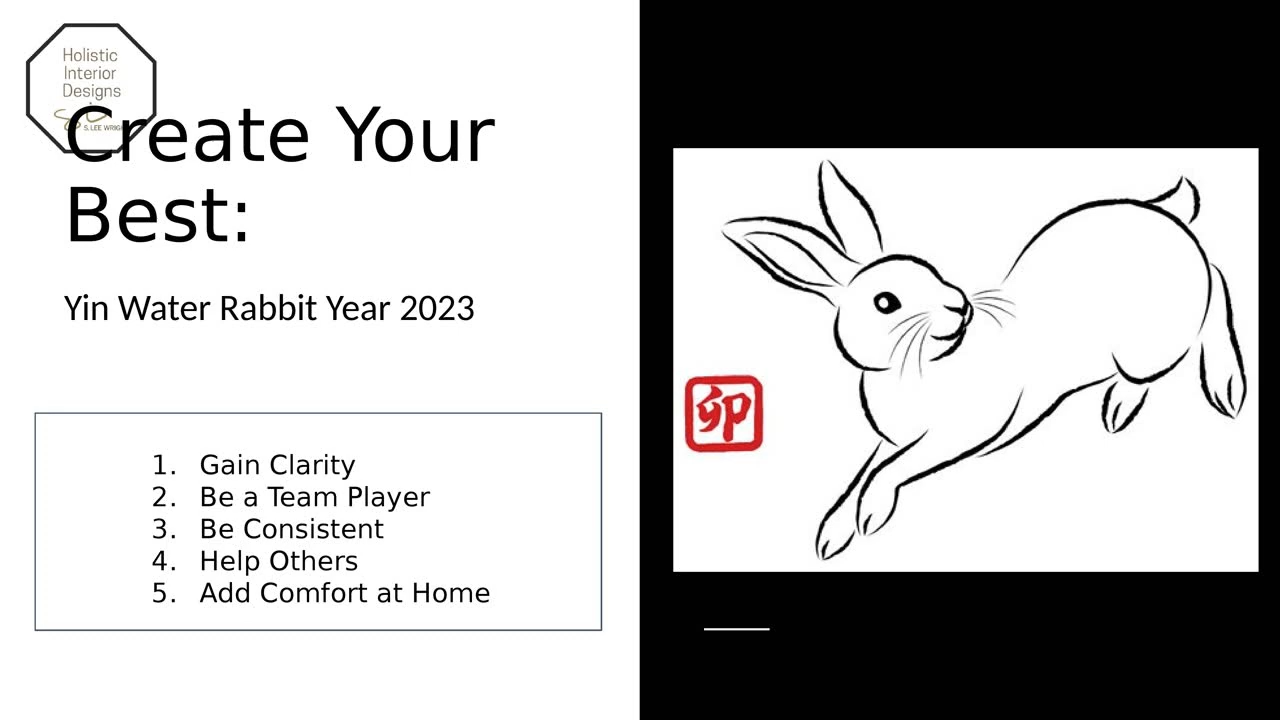 Holistic
Interior
Designs
S. LEE
Create Your
Best:
Yin Water Rabbit Year 2023
1. Gain Clarity
2. Be a Team Player
3. Be Consistent
4. Help Others
5. Add Comfort at Home
卯